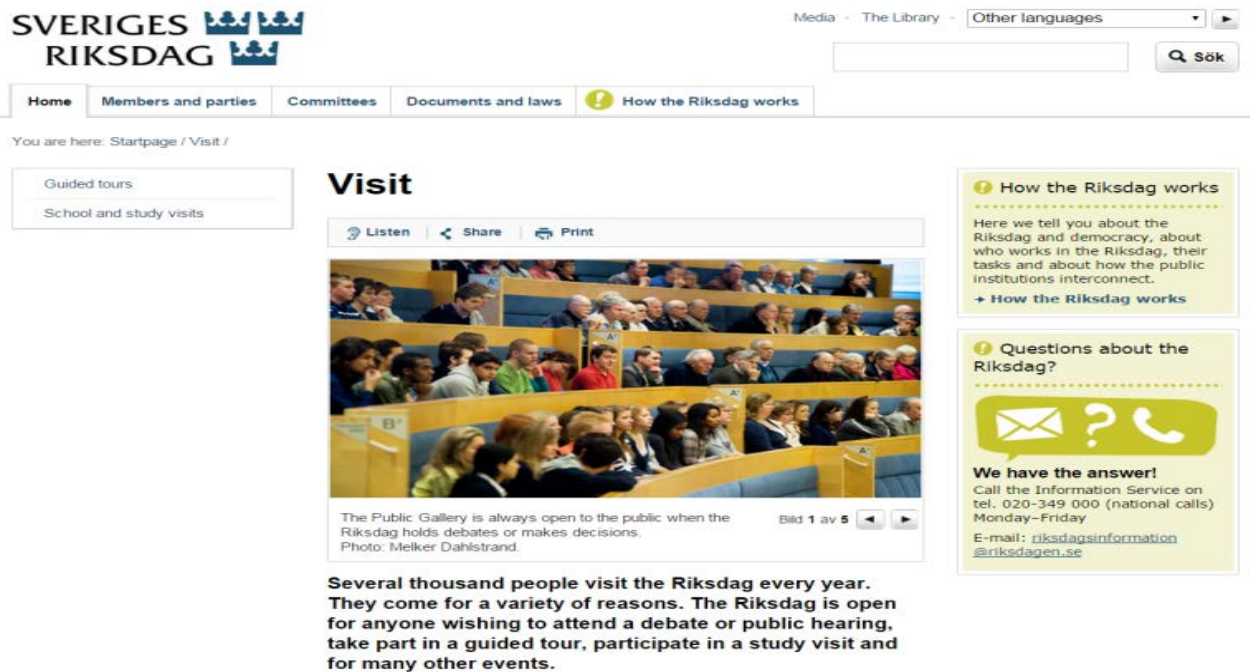 SVERIGES
RIKSDAG
Media - The Library - Other languages
Sök
Home Members and parties Committees Documents and laws How the Riksdag works
You are here: Startpage / Visit /
Guided tours
School and study visits
Visit
Listen Share Print
The Public Gallery is always open to the public when the
Riksdag holds debates or makes decisions.
Photo: Melker Dahlstrand.
Bild 1 av 5
Several thousand people visit the Riksdag every year.
They come for a variety of reasons. The Riksdag is open
for anyone wishing to attend a debate or public hearing,
take part in a guided tour, participate in a study visit and
for many other events.
How the Riksdag works
Here we tell you about the
Riksdag and democracy, about
who works in the Riksdag, their
tasks and about how the public
institutions interconnect.
How the Riksdag works
Questions about the
Riksdag?
We have the answer!
Call the Information Service on
tel. 020-349 000 (national calls)
Monday–Friday
E-mail: riksdagsinformation
@riksdagen.se